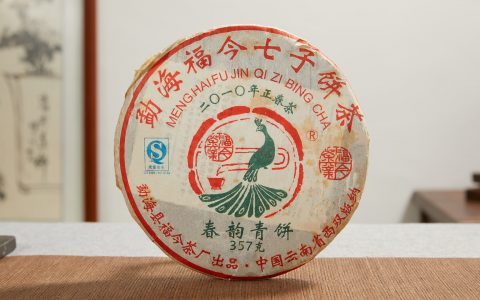 勐海福今七子饼茶
MENG HAI FU JIN QI ZI BING CHA
二〇一〇年正春茶
®
春韵青饼
357克
勐海县福今茶厂出品·中国云南省西双版纳